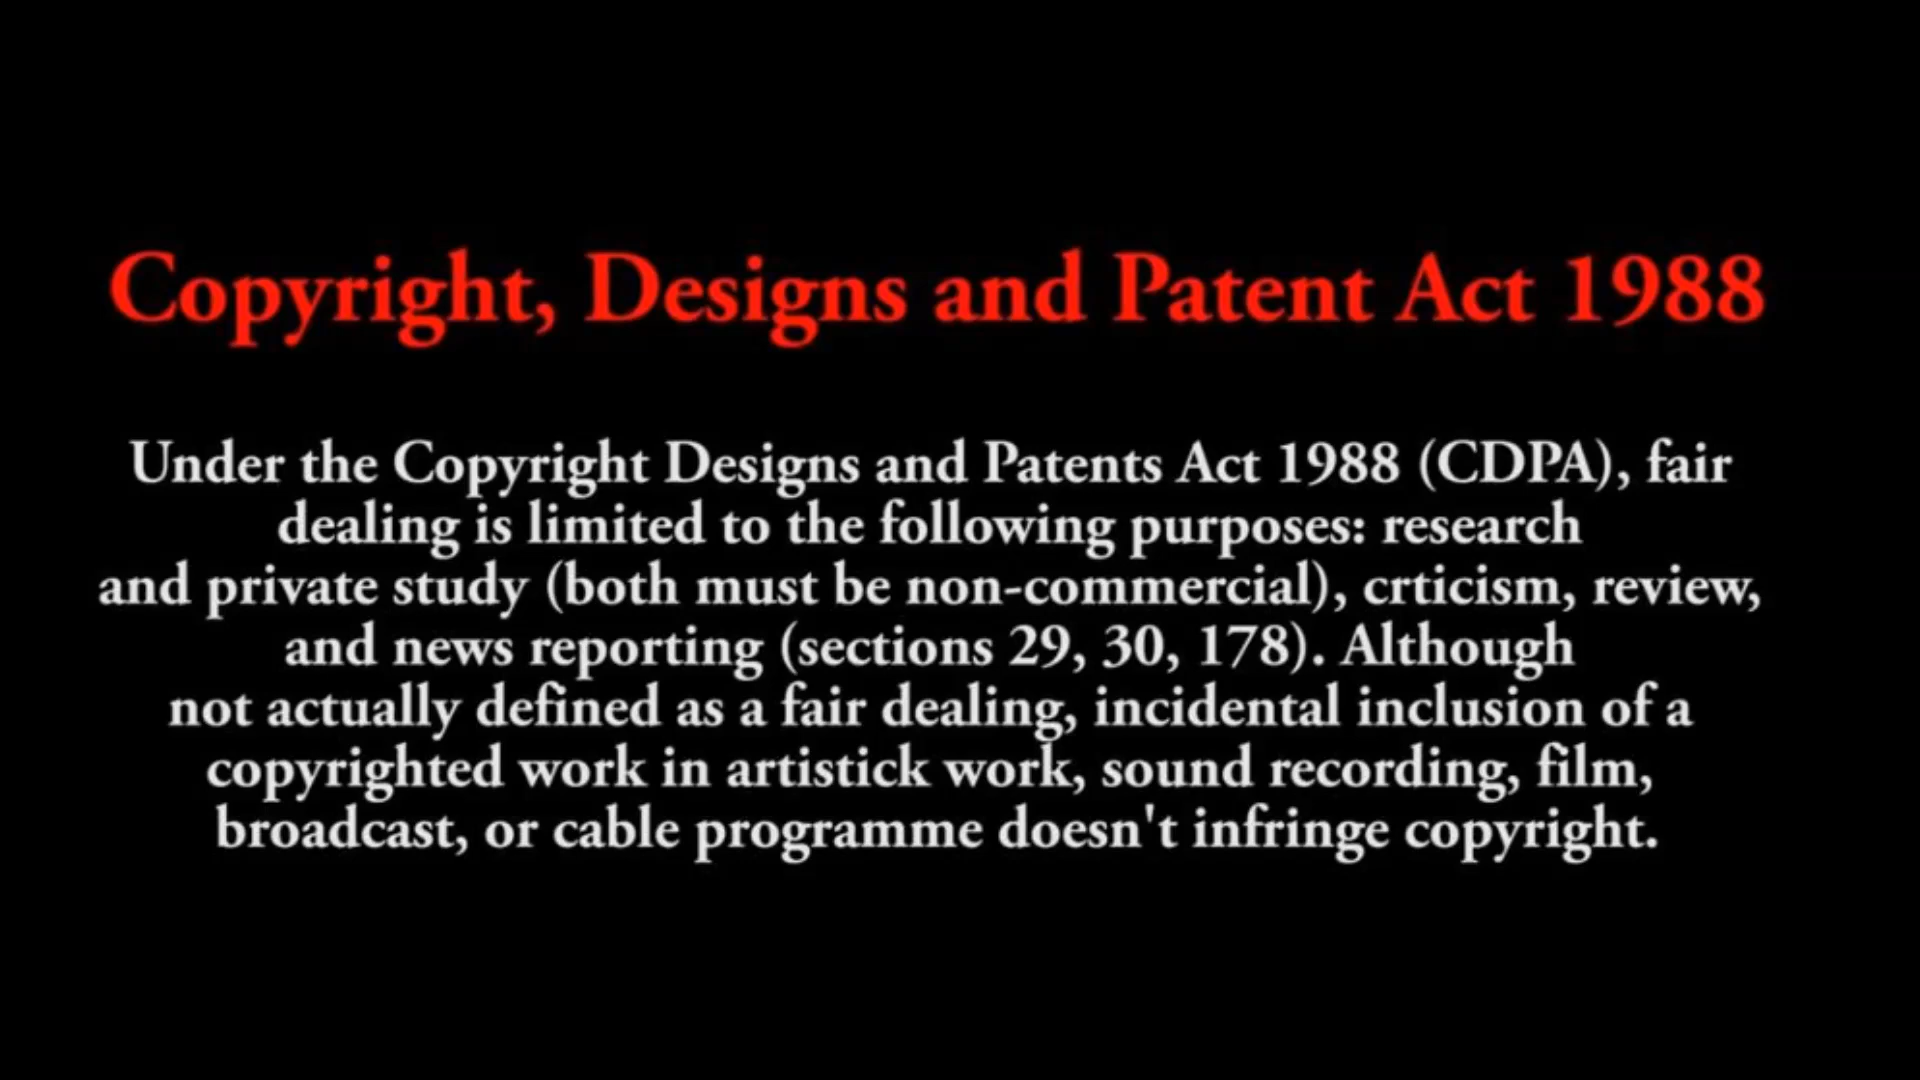 Copyright, Designs and Patent Act 1988
Under the Copyright Designs and Patents Act 1988 (CDPA), fair
dealing is limited to the following purposes: research
and private study (both must be non-commercial), crticism, review,
and news reporting (sections 29, 30, 178). Although
not actually defined as a fair dealing, incidental inclusion of a
copyrighted work in artistick work, sound recording, film,
broadcast, or cable programme doesn't infringe copyright.